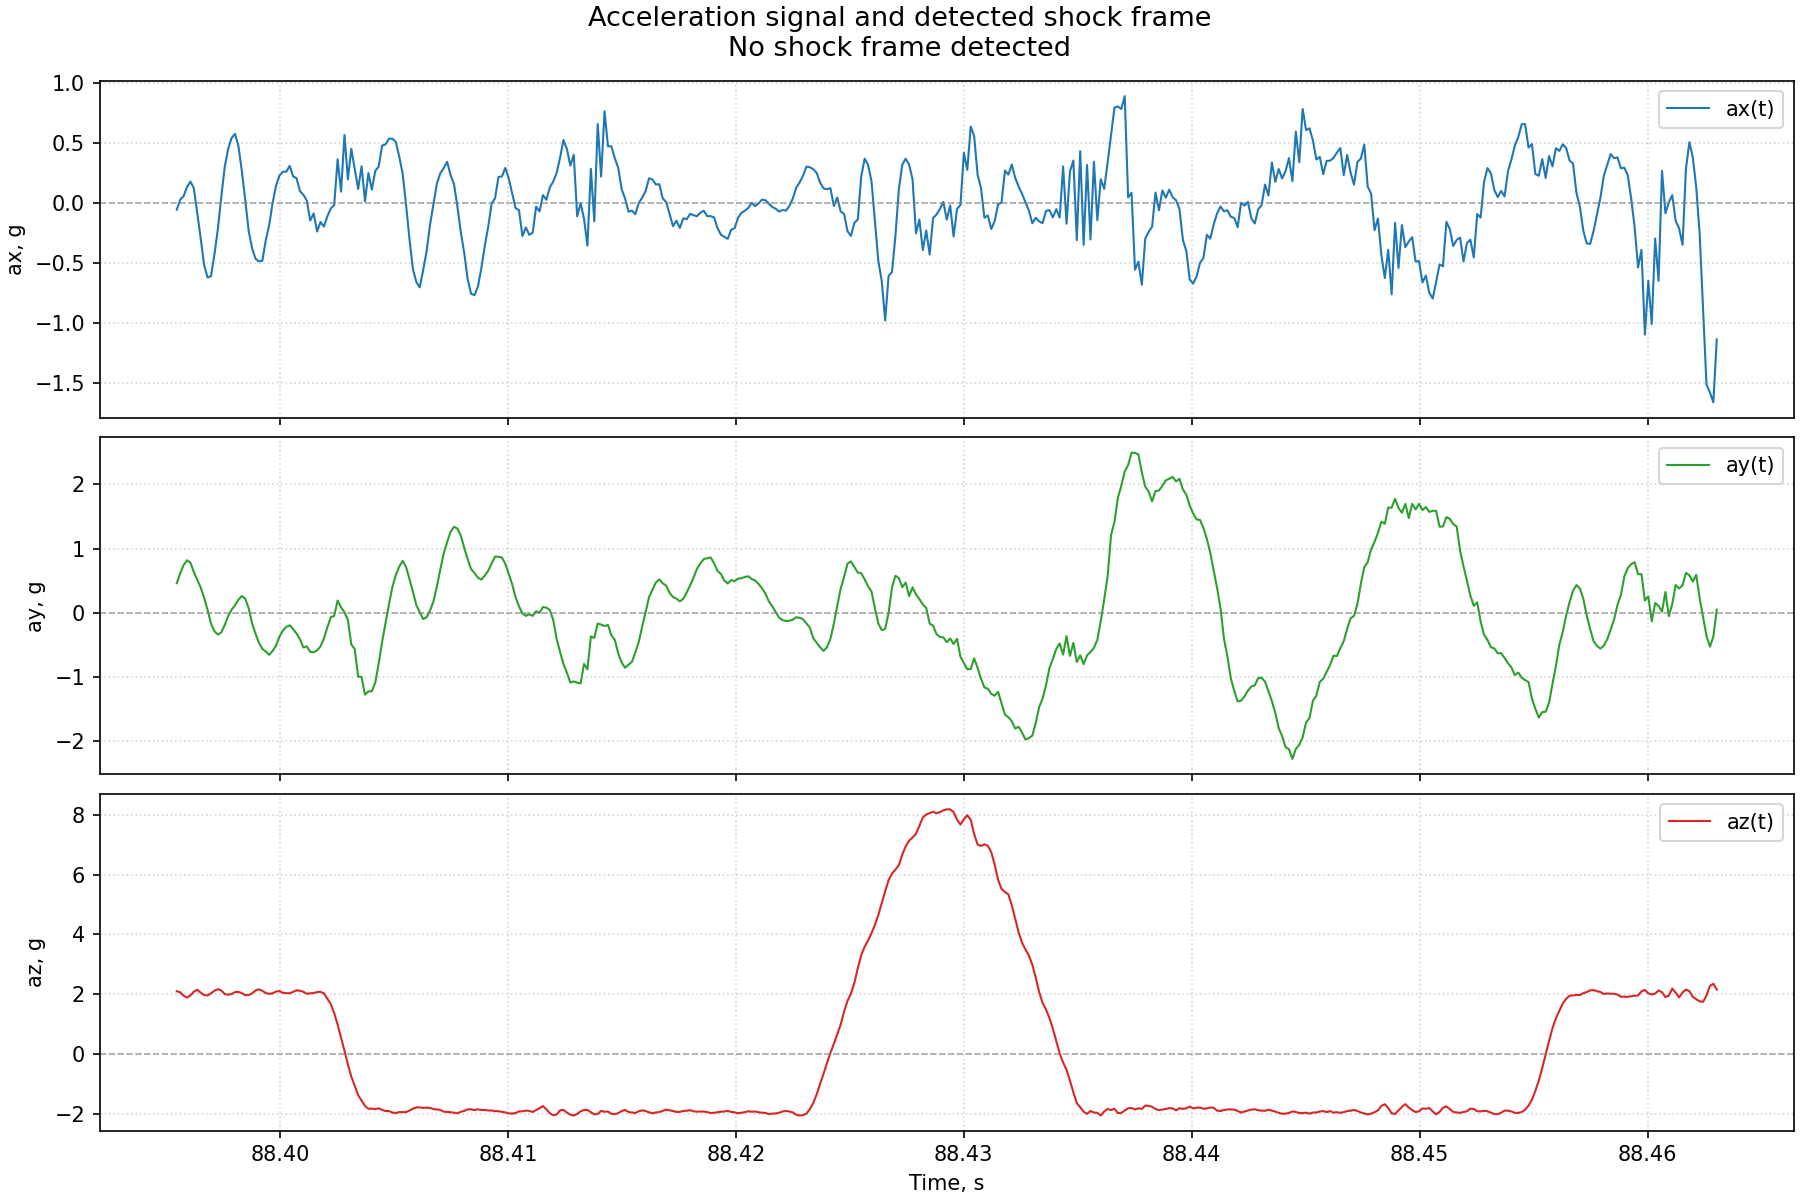 Acceleration signal and detected shock frame
No shock frame detected
1.0
0.5
0.0
−0.5
−1.0
−1.5
ax, g
ax(t)
2
1
0
−1
−2
ay, g
ay(t)
8
6
4
2
0
−2
az, g
az(t)
88.40 88.41 88.42 88.43 88.44 88.45 88.46
Time, s